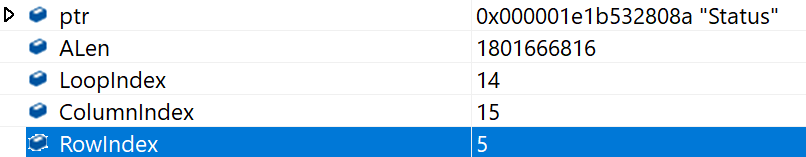 ptr 0x000001e1b532808a "Status"
ALen 1801666816
LoopIndex 14
ColumnIndex 15
RowIndex 5